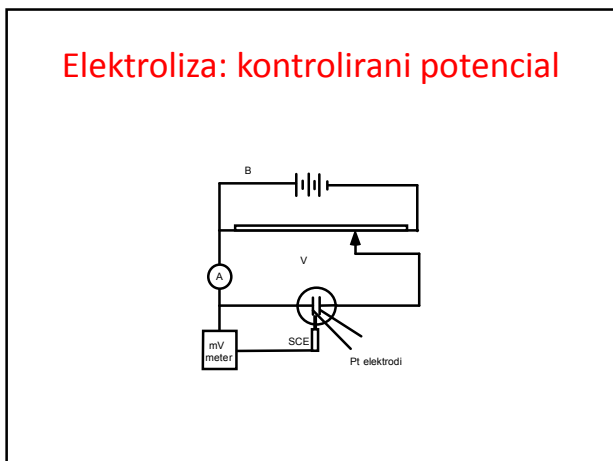 Elektroliza: kontrolirani potencial
B
V
A
mV
meter
SCE
Pt elektrodi